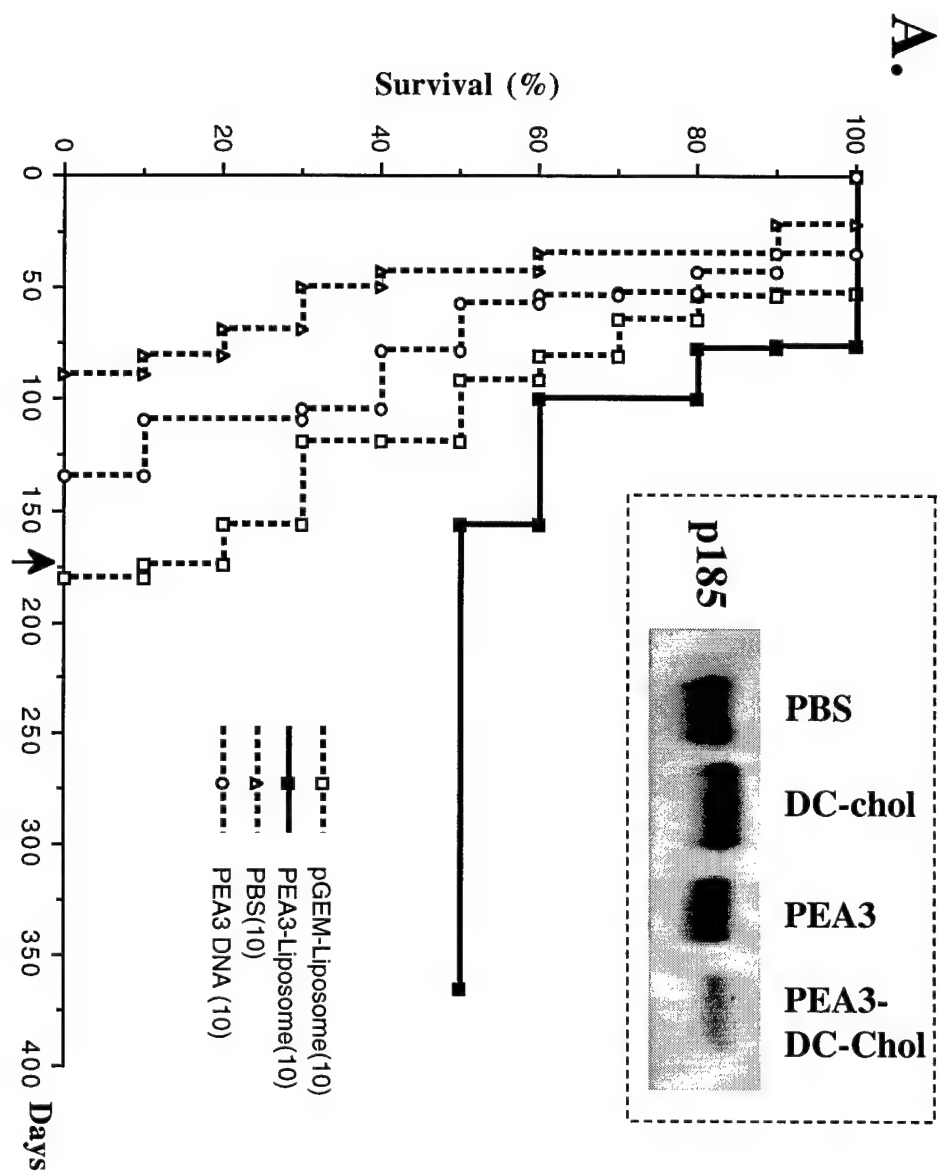 A.
Survival (%)
100
80
60
40
20
0
0 50 100 150 200 250 300 350 400 Days
pGEM-Liposome(10)
PEA3-Liposome(10)
PBS(10)
PEA3 DNA (10)
p185
PBS
DC-chol
PEA3
PEA3-
DC-Chol